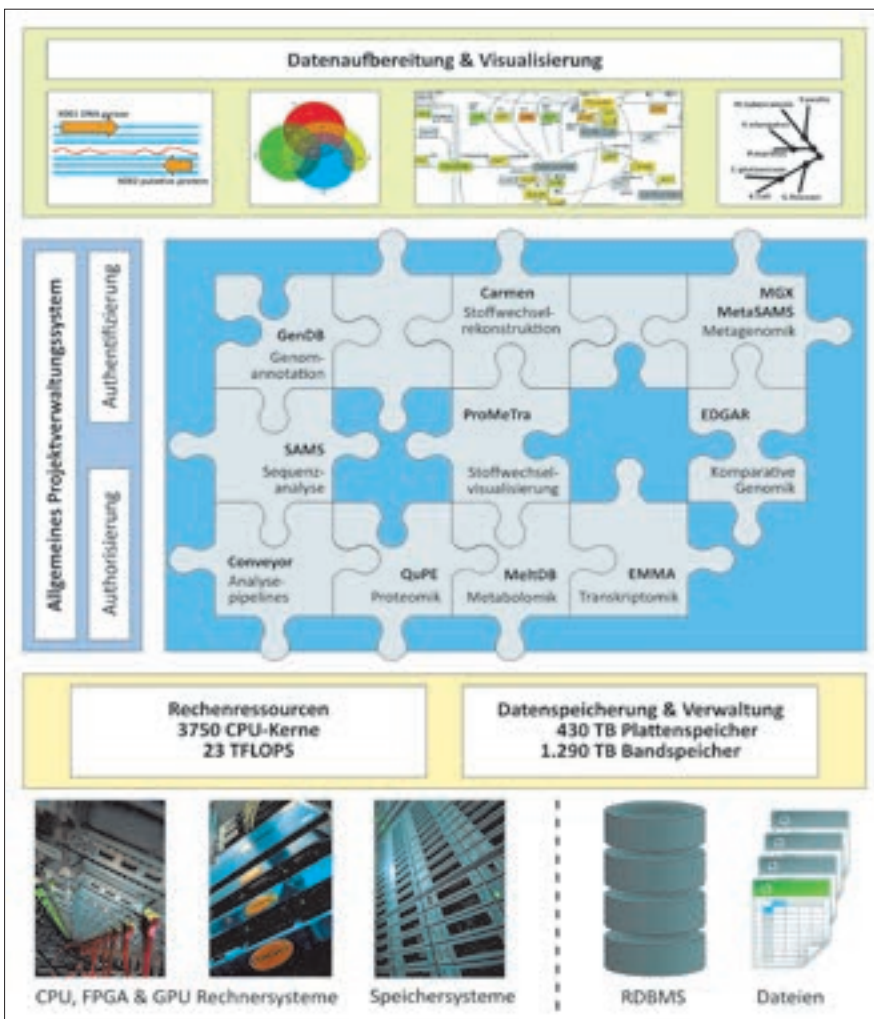 Datenaufbereitung & Visualisierung
Allgemeines Projektverwaltungssystem
Authentifizierung
Authorisierung
GenDB
Genom-
annotation
Carmen
Stoffwechsel-
rekonstruktion
MGX
MetaSAMS
Metagenomik
SAMS
Sequenz-
analyse
ProMeTra
Stoffwechsel-
visualisierung
EDGAR
Komparative
Genomik
Conveyor
Analyse-
pipelines
QuPE
Proteomik
MeltDB
Metabolomik
EMMA
Transkriptomik
Rechenressourcen
3750 CPU-Kerne
23 TFLOPS
Datenspeicherung & Verwaltung
430 TB Plattenspeicher
1.290 TB Bandspeicher
CPU, FPGA & GPU Rechnersysteme
Speichersysteme
RDBMS
Dateien